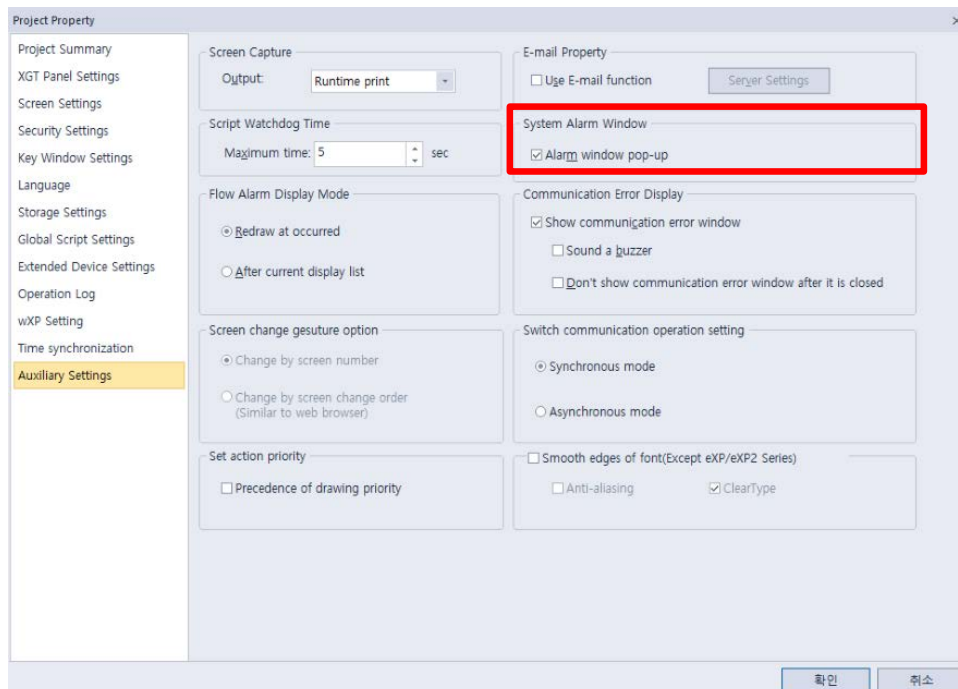 Project Property
Project Summary
XGT Panel Settings
Screen Settings
Security Settings
Key Window Settings
Language
Storage Settings
Global Script Settings
Extended Device Settings
Operation Log
wXP Setting
Time synchronization
Auxiliary Settings
Screen Capture
Output: Runtime print
Script Watchdog Time
Maximum time: 5 sec
Flow Alarm Display Mode
Redraw at occurred
After current display list
Screen change gesuture option
Change by screen number
Change by screen change order
(Similar to web browser)
Set action priority
Precedence of drawing priority
E-mail Property
Use E-mail function Server Settings
System Alarm Window
Alarm window pop-up
Communication Error Display
Show communication error window
Sound a buzzer
Don't show communication error window after it is closed
Switch communication operation setting
Synchronous mode
Asynchronous mode
Smooth edges of font(Except eXP/eXP2 Series)
Anti-aliasing ClearType
확인 취소